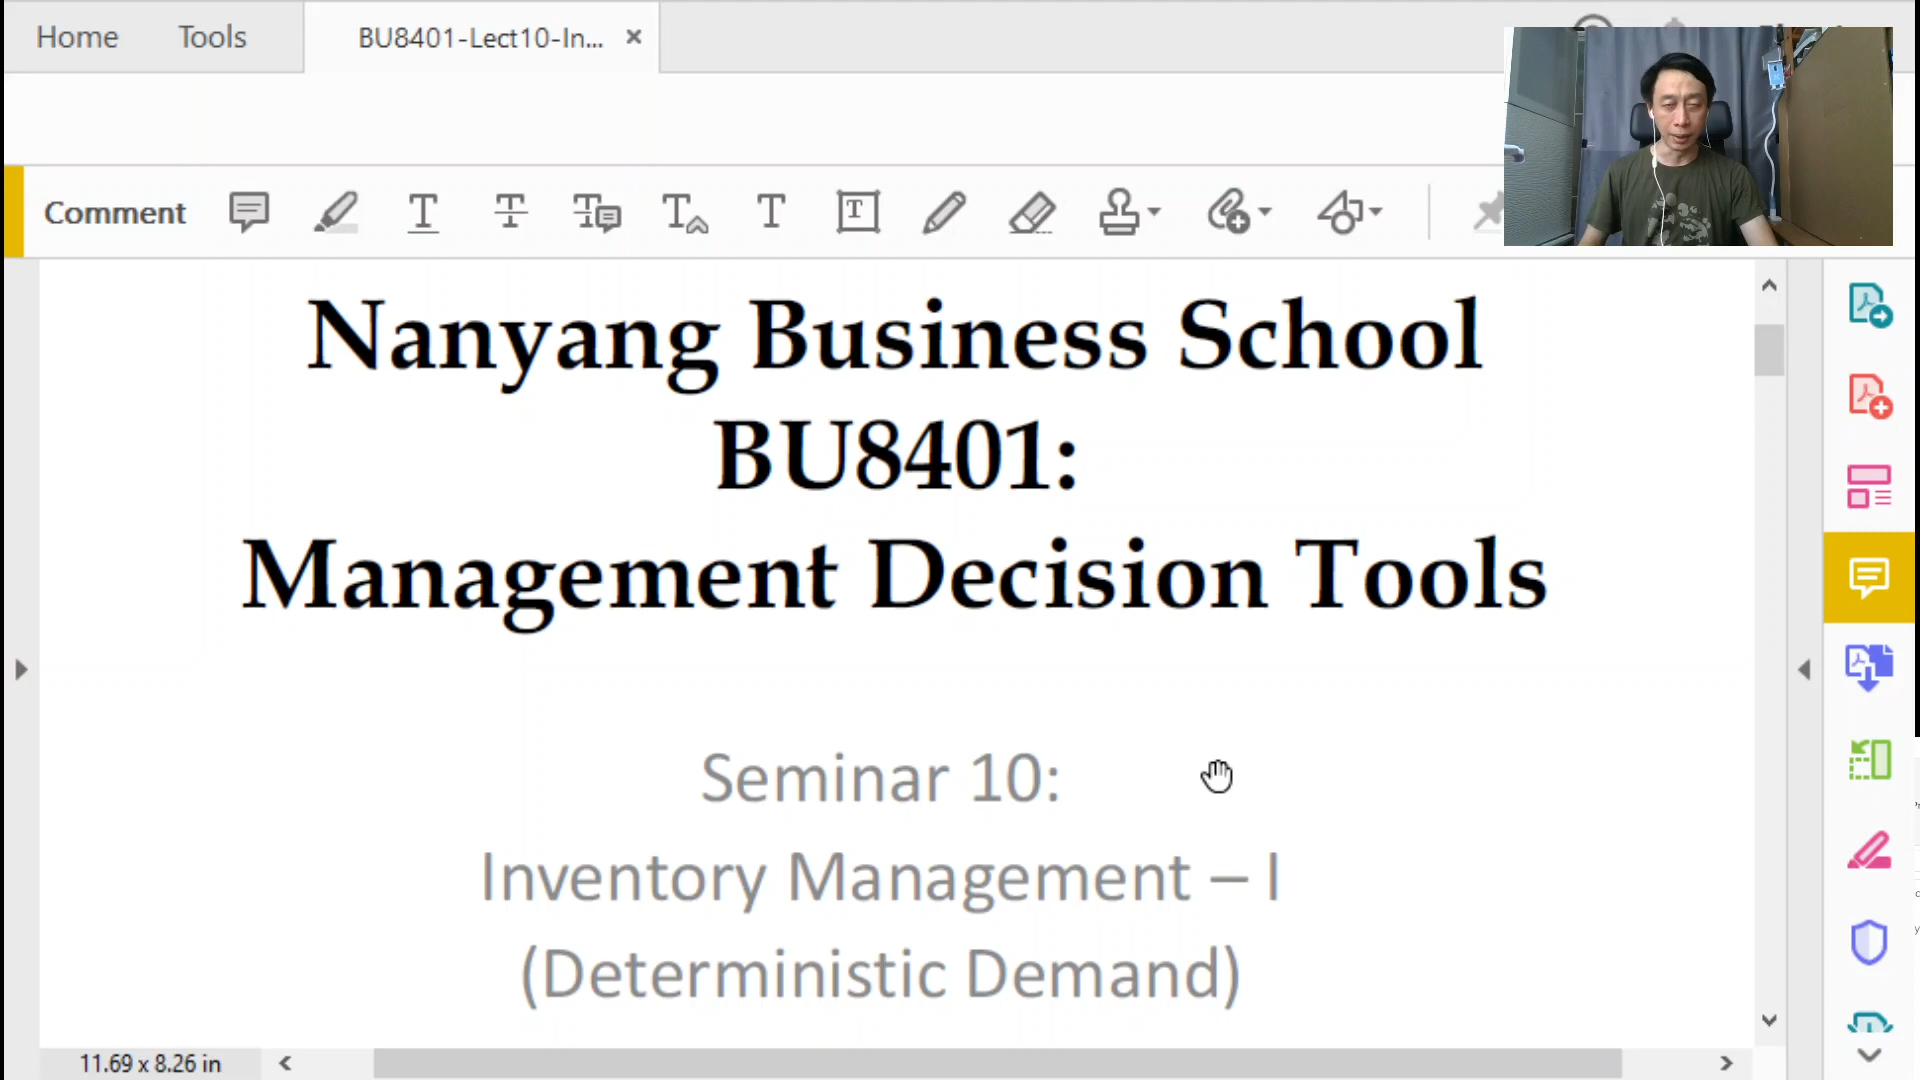 Home
Tools
BU8401-Lect10-In...
Comment
Nanyang Business School
BU8401:
Management Decision Tools
Seminar 10:
Inventory Management – I
(Deterministic Demand)
11.69 x 8.26 in